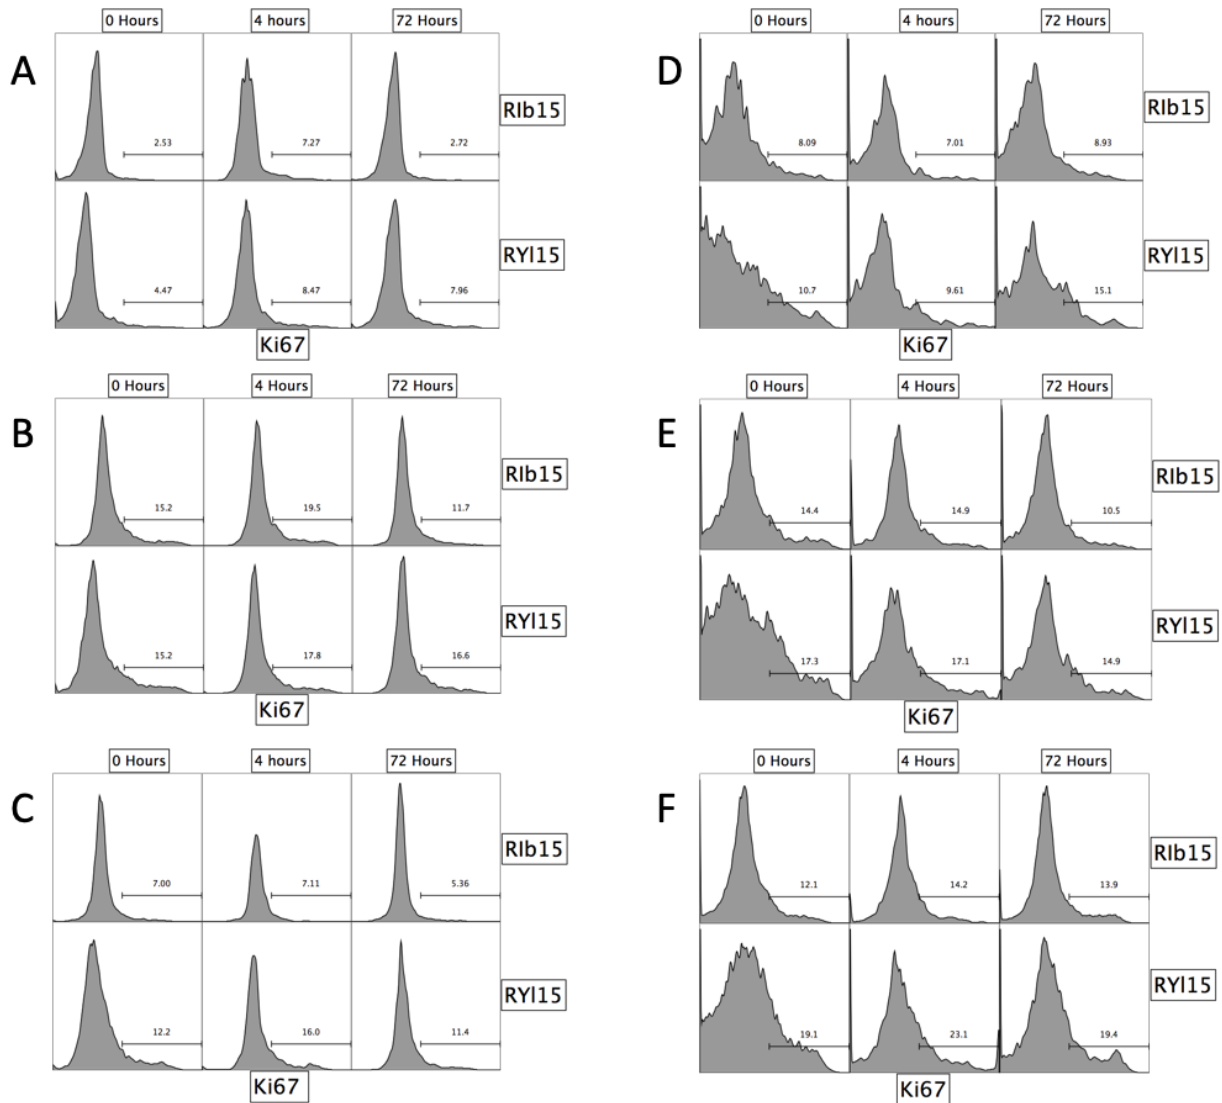 A
0 Hours 4 hours 72 Hours
2.53 7.27 2.72
RIb15
4.47 8.47 7.96
RYl15
Ki67
B
0 Hours 4 Hours 72 Hours
15.2 19.5 11.7
RIb15
15.2 17.8 16.6
RYl15
Ki67
C
0 Hours 4 hours 72 Hours
7.00 7.11 5.36
RIb15
12.2 16.0 11.4
RYl15
Ki67
D
0 Hours 4 hours 72 Hours
8.09 7.01 8.93
RIb15
10.7 9.61 15.1
RYl15
Ki67
E
0 Hours 4 Hours 72 Hours
14.4 14.9 10.5
RIb15
17.3 17.1 14.9
RYl15
Ki67
F
0 Hours 4 Hours 72 Hours
12.1 14.2 13.9
RIb15
19.1 23.1 19.4
RYl15
Ki67